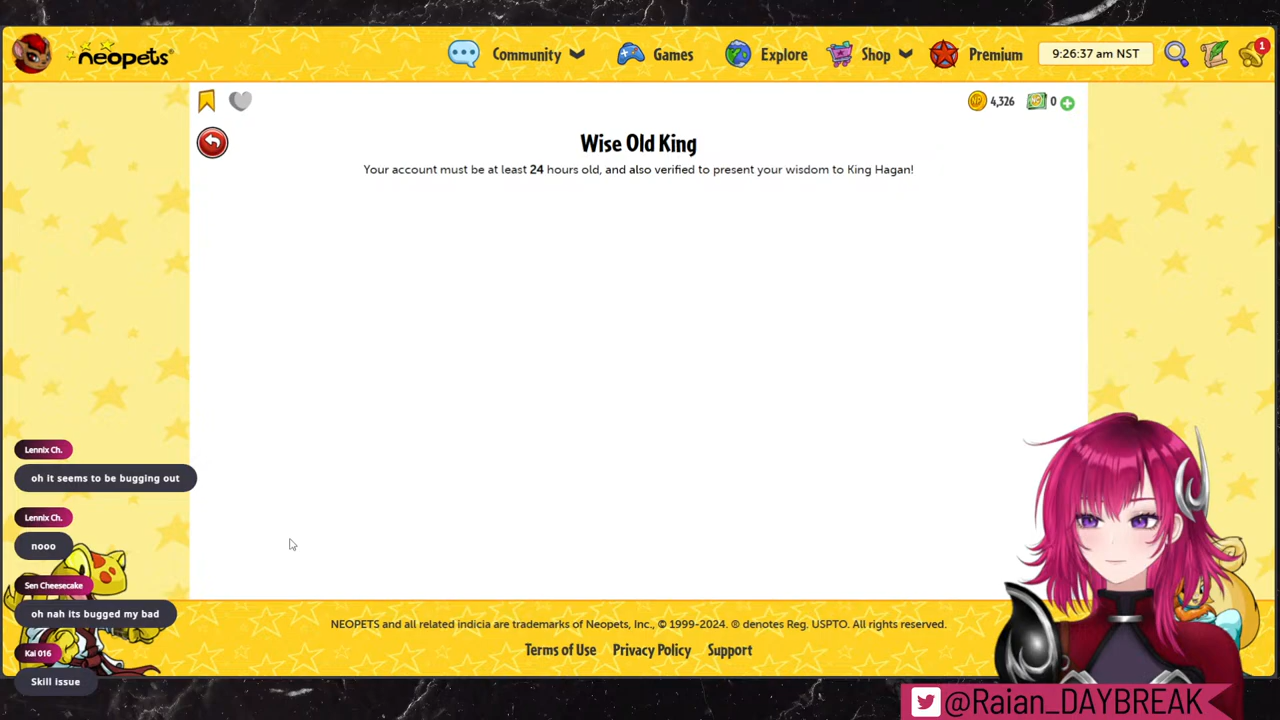 neopets®
Community
Games
Explore
Shop
Premium
9:26:37 am NST
1
4,326
0
Wise Old King
Your account must be at least 24 hours old, and also verified to present your wisdom to King Hagan!
Lennix Ch.
oh it seems to be bugging out
Lennix Ch.
nooo
Sen Cheesecake
oh nah its bugged my bad
Kai 016
Skill issue
NEOPETS and all related indicia are trademarks of Neopets, Inc., © 1999-2024. ® denotes Reg. USPTO. All rights reserved.
Terms of Use Privacy Policy Support
@Raian_DAYBREAK